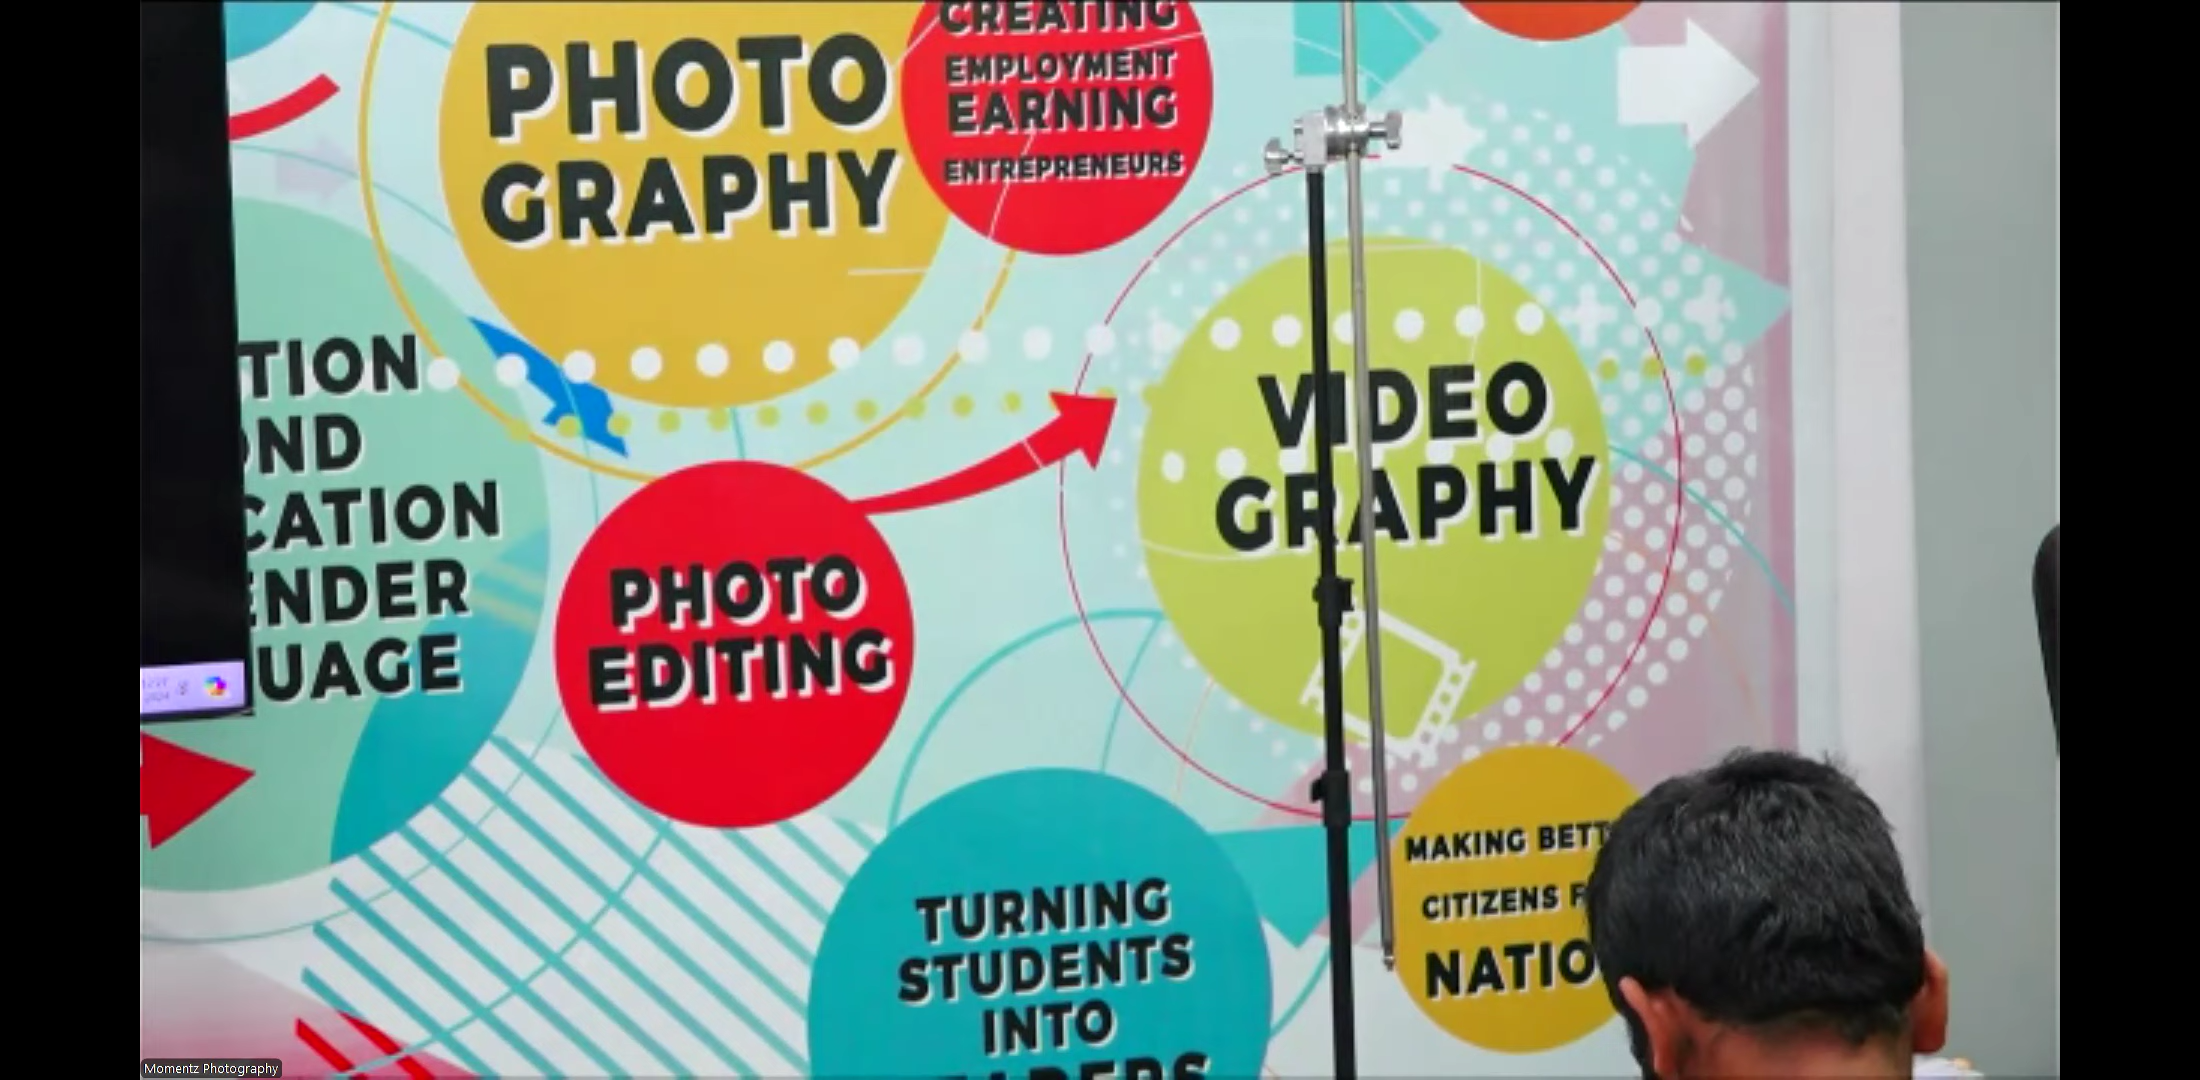 PHOTO
GRAPHY
CREATING
EMPLOYMENT
EARNING
ENTREPRENEURS
TION
OND
CATION
ENDER
UAGE
PHOTO
EDITING
VIDEO
GRAPHY
TURNING
STUDENTS
INTO
MAKING BETT
CITIZENS F
NATIO
Momentz Photography